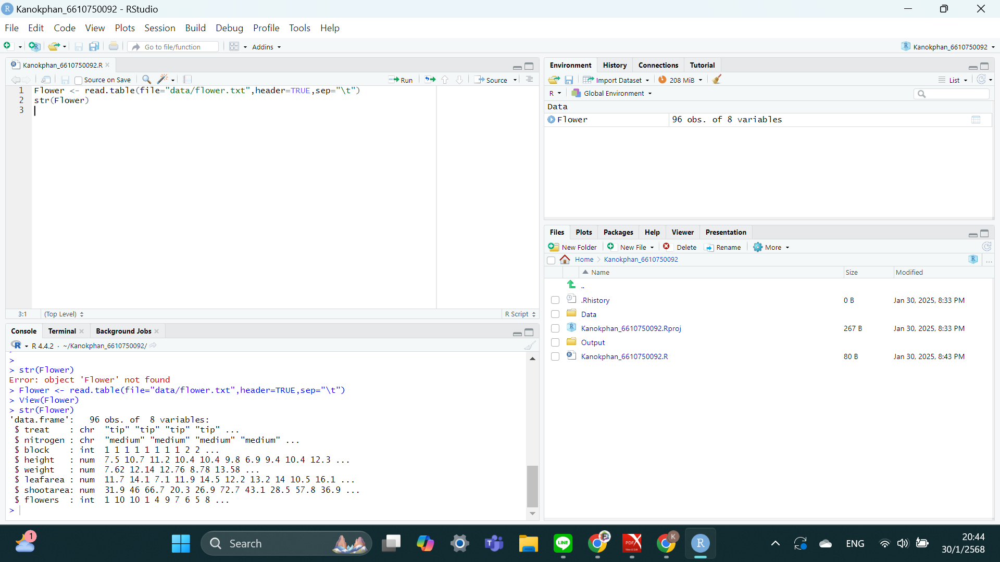 Kanokphan_6610750092 - RStudio
File Edit Code View Plots Session Build Debug Profile Tools Help
Go to file/function
Addins
Kanokphan_6610750092
Kanokphan_6610750092.R
Source on Save
Run
Source
1 Flower <- read.table(file="data/flower.txt",header=TRUE,sep="\t")
2 str(Flower)
3
3:1
(Top Level)
R Script
Console Terminal Background Jobs
R 4.4.2 · ~/Kanokphan_6610750092/
>
> str(Flower)
Error: object 'Flower' not found
> Flower <- read.table(file="data/flower.txt",header=TRUE,sep="\t")
> View(Flower)
> str(Flower)
'data.frame': 96 obs. of 8 variables:
$ treat : chr "tip" "tip" "tip" "tip" ...
$ nitrogen : chr "medium" "medium" "medium" "medium" ...
$ block : int 1 1 1 1 1 1 1 1 2 2 ...
$ height : num 7.5 10.7 11.2 10.4 10.4 9.8 6.9 9.4 10.4 12.3 ...
$ weight : num 7.62 12.14 12.76 8.78 13.58 ...
$ leafarea : num 11.7 14.1 7.1 11.9 14.5 12.2 13.2 14 10.5 16.1 ...
$ shootarea: num 31.9 46 66.7 20.3 26.9 72.7 43.1 28.5 57.8 36.9 ...
$ flowers : int 1 10 10 1 4 9 7 6 5 8 ...
>
Environment History Connections Tutorial
Import Dataset
208 MiB
List
R
Global Environment
Data
Flower 96 obs. of 8 variables
Files Plots Packages Help Viewer Presentation
New Folder New File Delete Rename More
Home Kanokphan_6610750092
...
Name Size Modified
..
.Rhistory 0 B Jan 30, 2025, 8:33 PM
Data
Kanokphan_6610750092.Rproj 267 B Jan 30, 2025, 8:33 PM
Output
Kanokphan_6610750092.R 80 B Jan 30, 2025, 8:43 PM
1
Search
LINE
PDF
View & Edit
K
R
ENG
20:44
30/1/2568